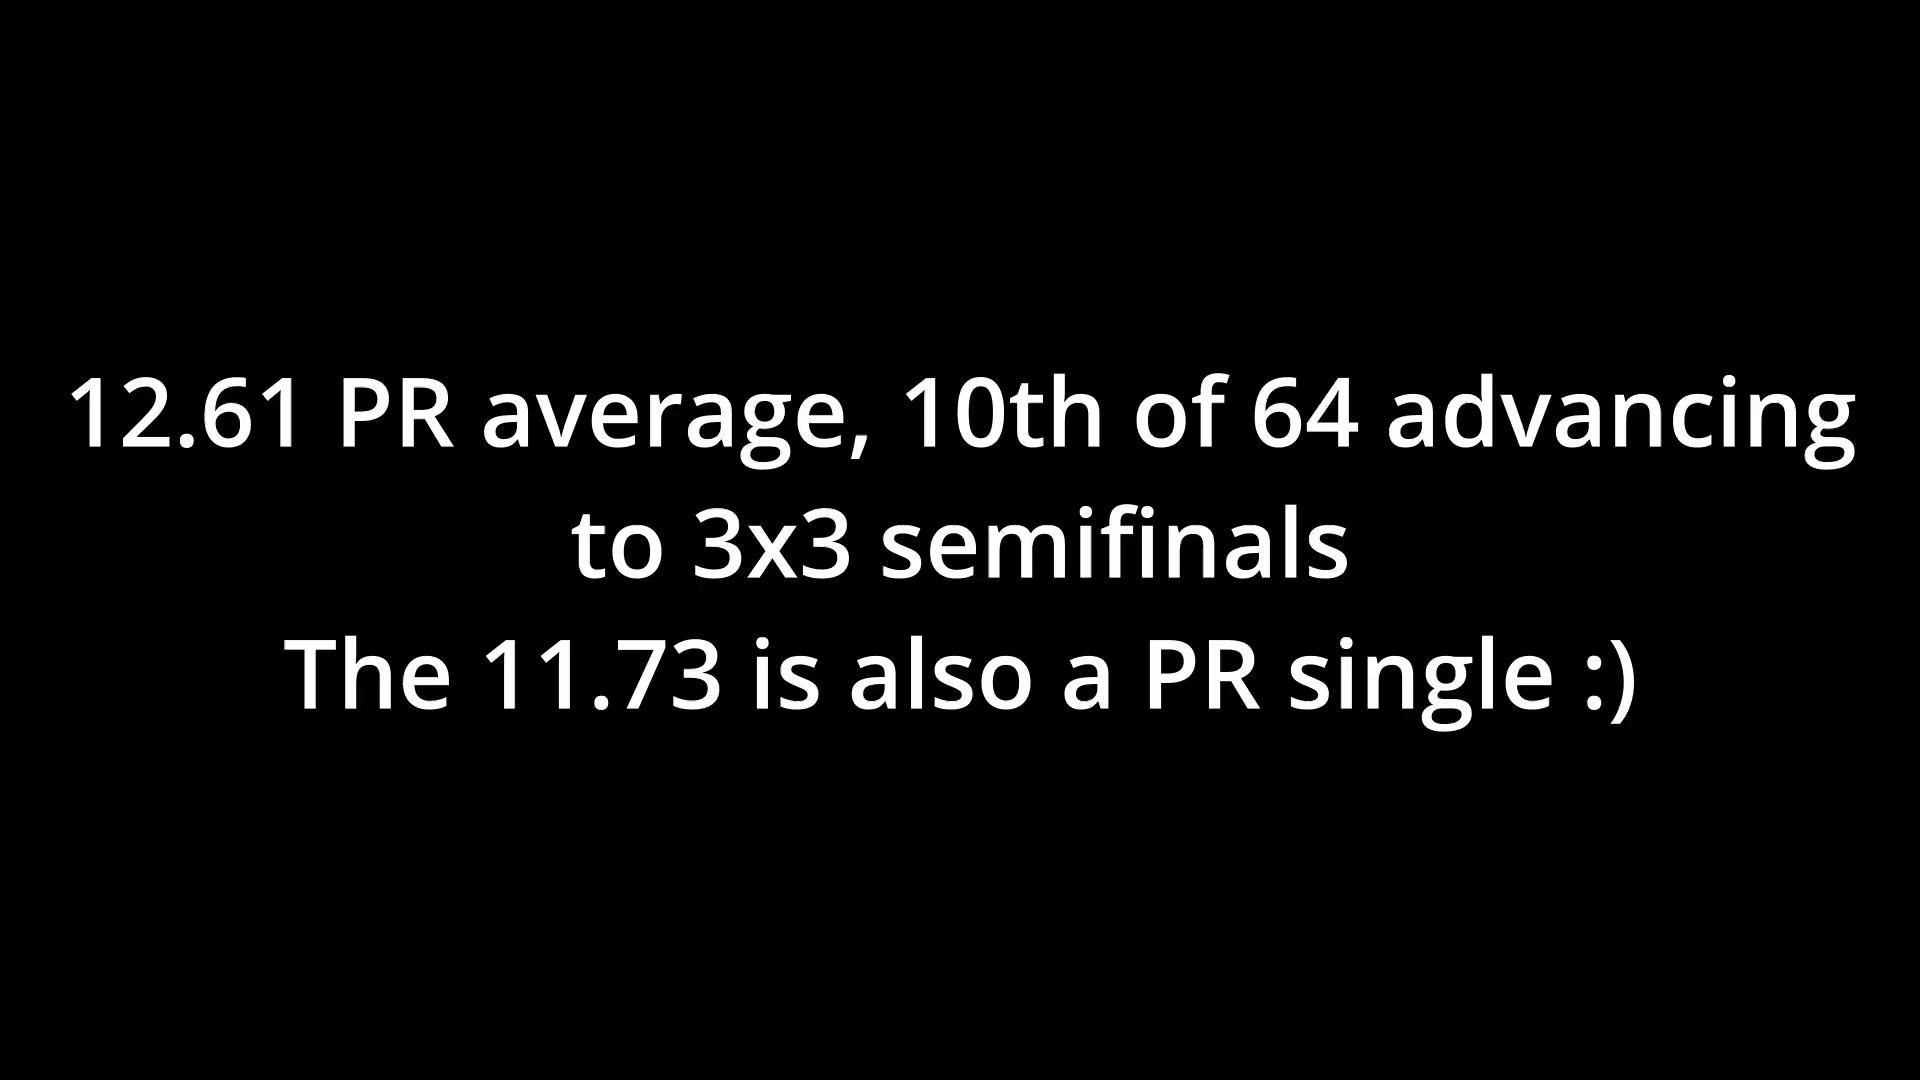 12.61 PR average, 10th of 64 advancing
to 3x3 semifinals
The 11.73 is also a PR single :)